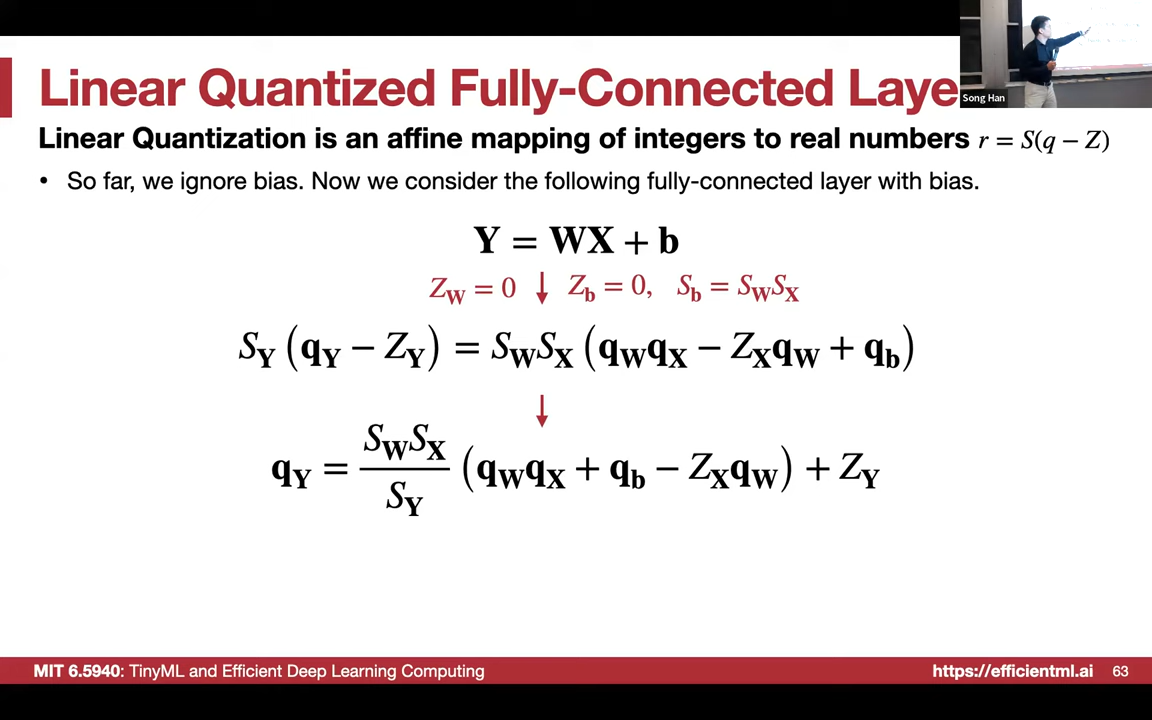 Linear Quantized Fully-Connected Laye
Linear Quantization is an affine mapping of integers to real numbers r = S(q − Z)
• So far, we ignore bias. Now we consider the following fully-connected layer with bias.
Y = WX + b
Z_W = 0 ↓ Z_b = 0, S_b = S_W S_X
S_Y (q_Y − Z_Y) = S_W S_X (q_W q_X − Z_X q_W + q_b)
↓
q_Y = \frac{S_W S_X}{S_Y} (q_W q_X + q_b − Z_X q_W) + Z_Y
Song Han
MIT 6.5940: TinyML and Efficient Deep Learning Computing
https://efficientml.ai 63